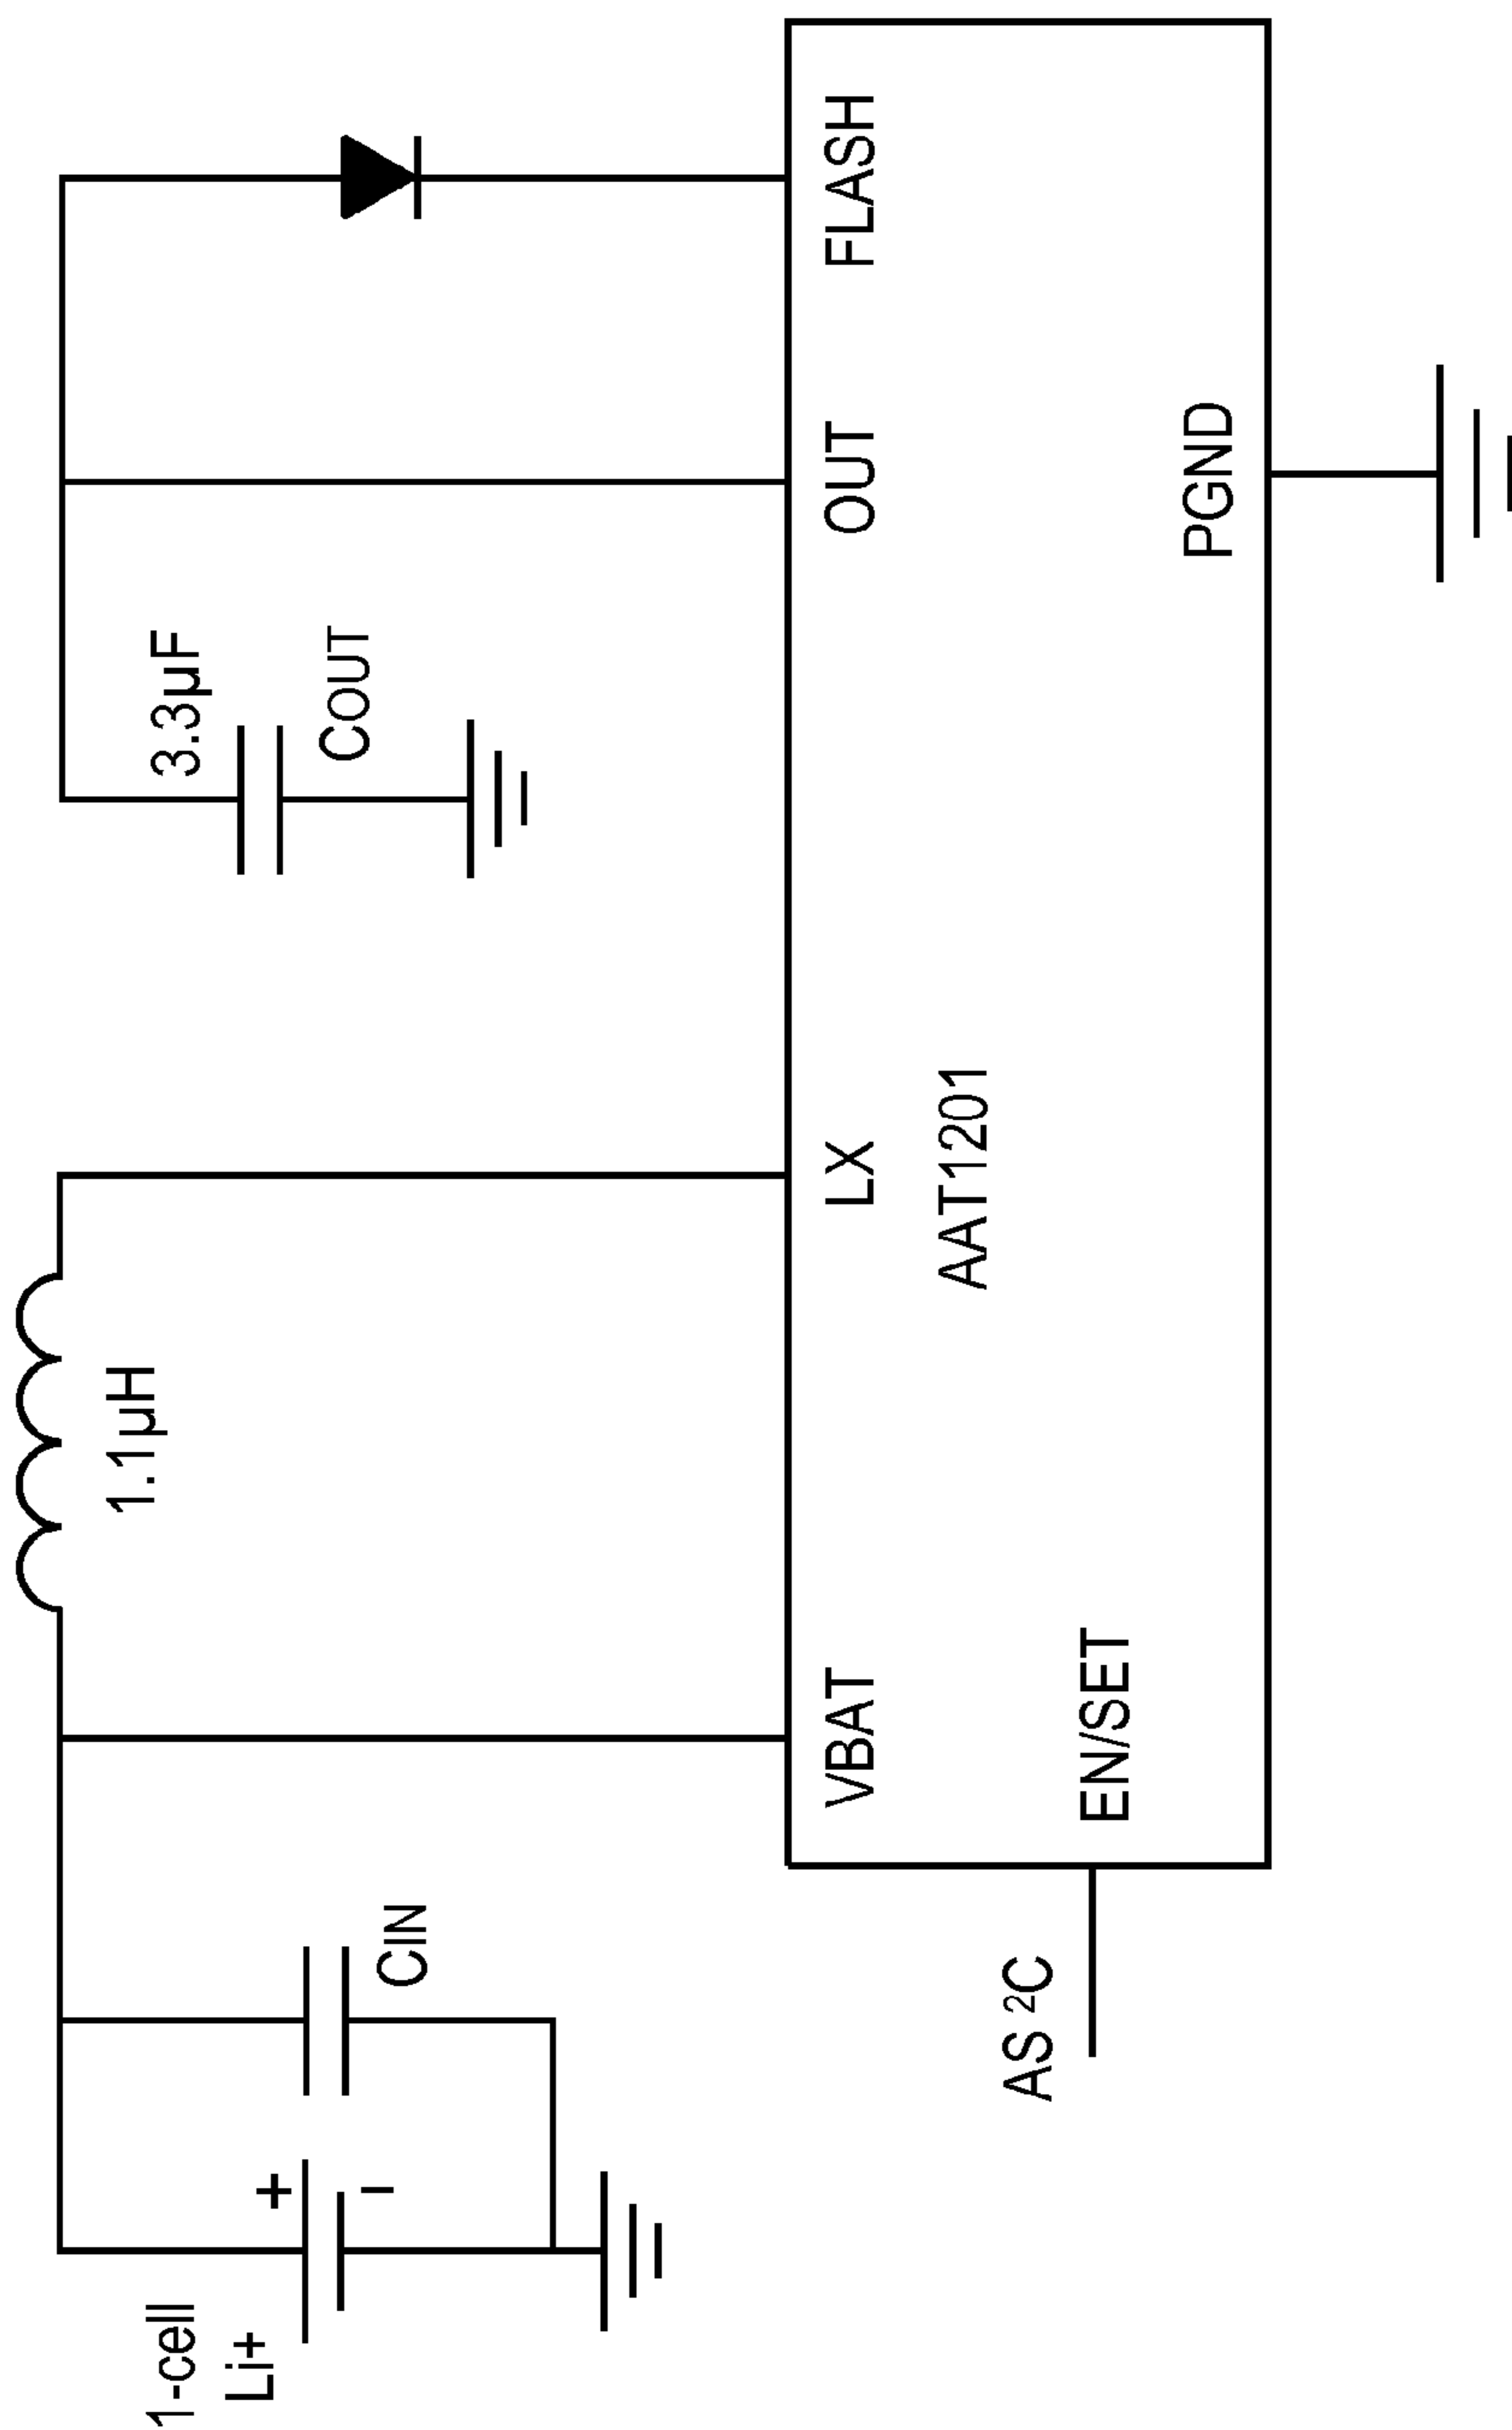 1-cell
Li+
+
–
CIN
1.1µH
3.3µF
COUT
VBAT
LX
OUT
FLASH
AAT1201
AS ²C
EN/SET
PGND